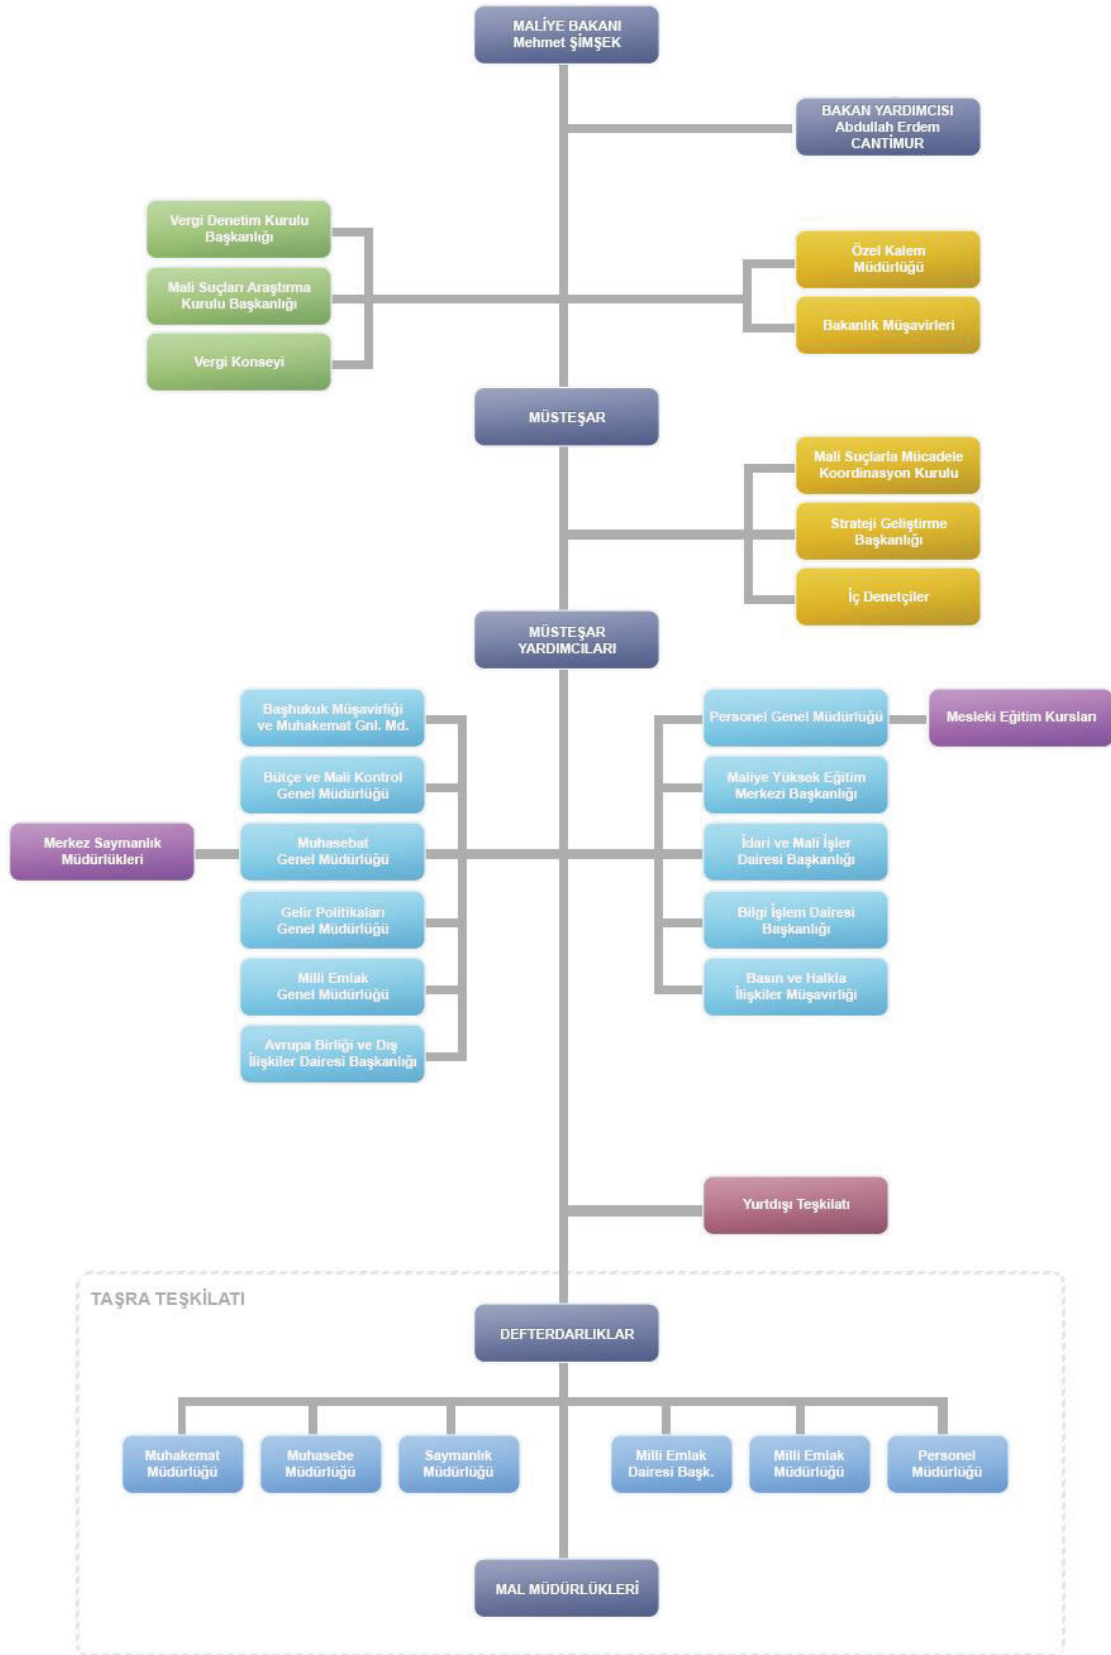 MALİYE BAKANI
Mehmet ŞİMŞEK
BAKAN YARDIMCISI
Abdullah Erdem
CANTİMUR
Vergi Denetim Kurulu
Başkanlığı
Mali Suçları Araştırma
Kurulu Başkanlığı
Vergi Konseyi
Özel Kalem
Müdürlüğü
Bakanlık Müşavirleri
MÜSTEŞAR
Mali Suçlarla Mücadele
Koordinasyon Kurulu
Strateji Geliştirme
Başkanlığı
İç Denetçiler
MÜSTEŞAR
YARDIMCILARI
Başhukuk Müşavirliği
ve Muhakemat Gnl. Md.
Bütçe ve Mali Kontrol
Genel Müdürlüğü
Merkez Saymanlık
Müdürlükleri
Muhasebat
Genel Müdürlüğü
Gelir Politikaları
Genel Müdürlüğü
Milli Emlak
Genel Müdürlüğü
Avrupa Birliği ve Dış
İlişkiler Dairesi Başkanlığı
Personel Genel Müdürlüğü
Mesleki Eğitim Kursları
Maliye Yüksek Eğitim
Merkezi Başkanlığı
İdari ve Mali İşler
Dairesi Başkanlığı
Bilgi İşlem Dairesi
Başkanlığı
Basın ve Halkla
İlişkiler Müşavirliği
Yurtdışı Teşkilatı
TAŞRA TEŞKİLATI
DEFTERDARLIKLAR
Muhakemat
Müdürlüğü
Muhasebe
Müdürlüğü
Saymanlık
Müdürlüğü
Milli Emlak
Dairesi Başk.
Milli Emlak
Müdürlüğü
Personel
Müdürlüğü
MAL MÜDÜRLÜKLERİ